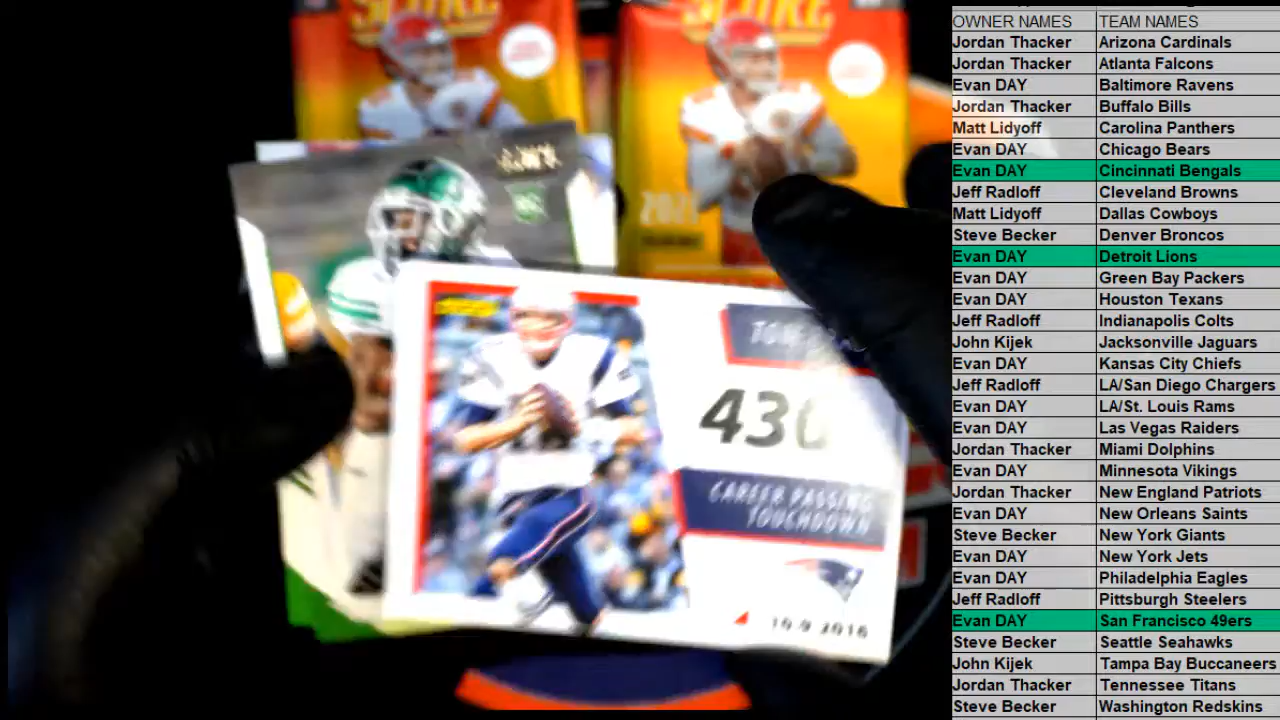 SCORE SCORE
2021
430
CAREER PASSING
TOUCHDOWN
10.9.2016
OWNER NAMES TEAM NAMES
Jordan Thacker Arizona Cardinals
Jordan Thacker Atlanta Falcons
Evan DAY Baltimore Ravens
Jordan Thacker Buffalo Bills
Matt Lidyoff Carolina Panthers
Evan DAY Chicago Bears
Evan DAY Cincinnati Bengals
Jeff Radloff Cleveland Browns
Matt Lidyoff Dallas Cowboys
Steve Becker Denver Broncos
Evan DAY Detroit Lions
Evan DAY Green Bay Packers
Evan DAY Houston Texans
Jeff Radloff Indianapolis Colts
John Kijek Jacksonville Jaguars
Evan DAY Kansas City Chiefs
Jeff Radloff LA/San Diego Chargers
Evan DAY LA/St. Louis Rams
Evan DAY Las Vegas Raiders
Jordan Thacker Miami Dolphins
Evan DAY Minnesota Vikings
Jordan Thacker New England Patriots
Evan DAY New Orleans Saints
Steve Becker New York Giants
Evan DAY New York Jets
Evan DAY Philadelphia Eagles
Jeff Radloff Pittsburgh Steelers
Evan DAY San Francisco 49ers
Steve Becker Seattle Seahawks
John Kijek Tampa Bay Buccaneers
Jordan Thacker Tennessee Titans
Steve Becker Washington Redskins